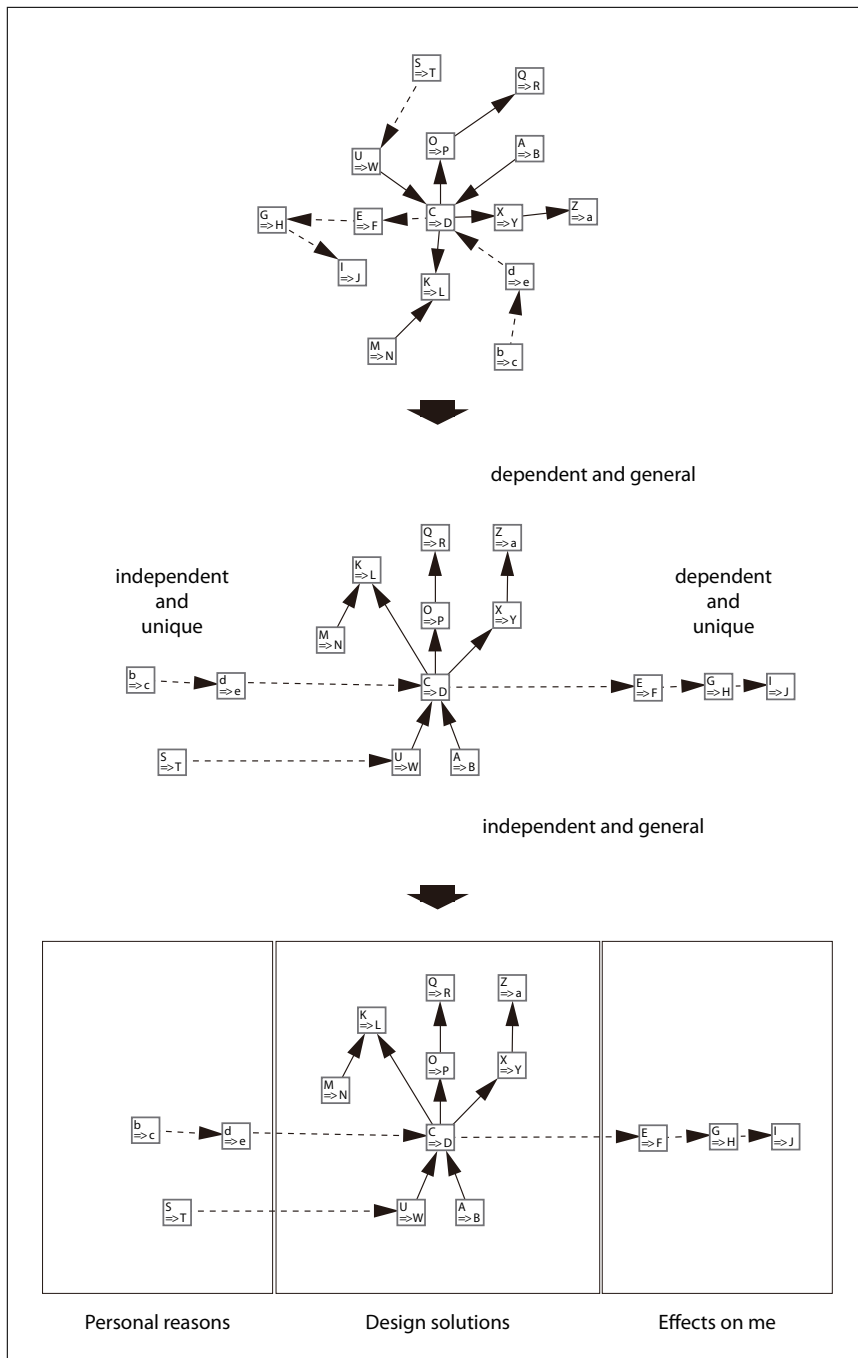 S
=>T
Q
=>R
O
=>P
A
=>B
U
=>W
G
=>H
E
=>F
C
=>D
X
=>Y
Z
=>a
I
=>J
K
=>L
d
=>e
M
=>N
b
=>c
dependent and general
independent
and
unique
dependent
and
unique
Q
=>R
Z
=>a
K
=>L
O
=>P
X
=>Y
M
=>N
b
=>c
d
=>e
C
=>D
E
=>F
G
=>H
I
=>J
S
=>T
U
=>W
A
=>B
independent and general
Q
=>R
Z
=>a
K
=>L
O
=>P
X
=>Y
M
=>N
b
=>c
d
=>e
C
=>D
E
=>F
G
=>H
I
=>J
S
=>T
U
=>W
A
=>B
Personal reasons
Design solutions
Effects on me